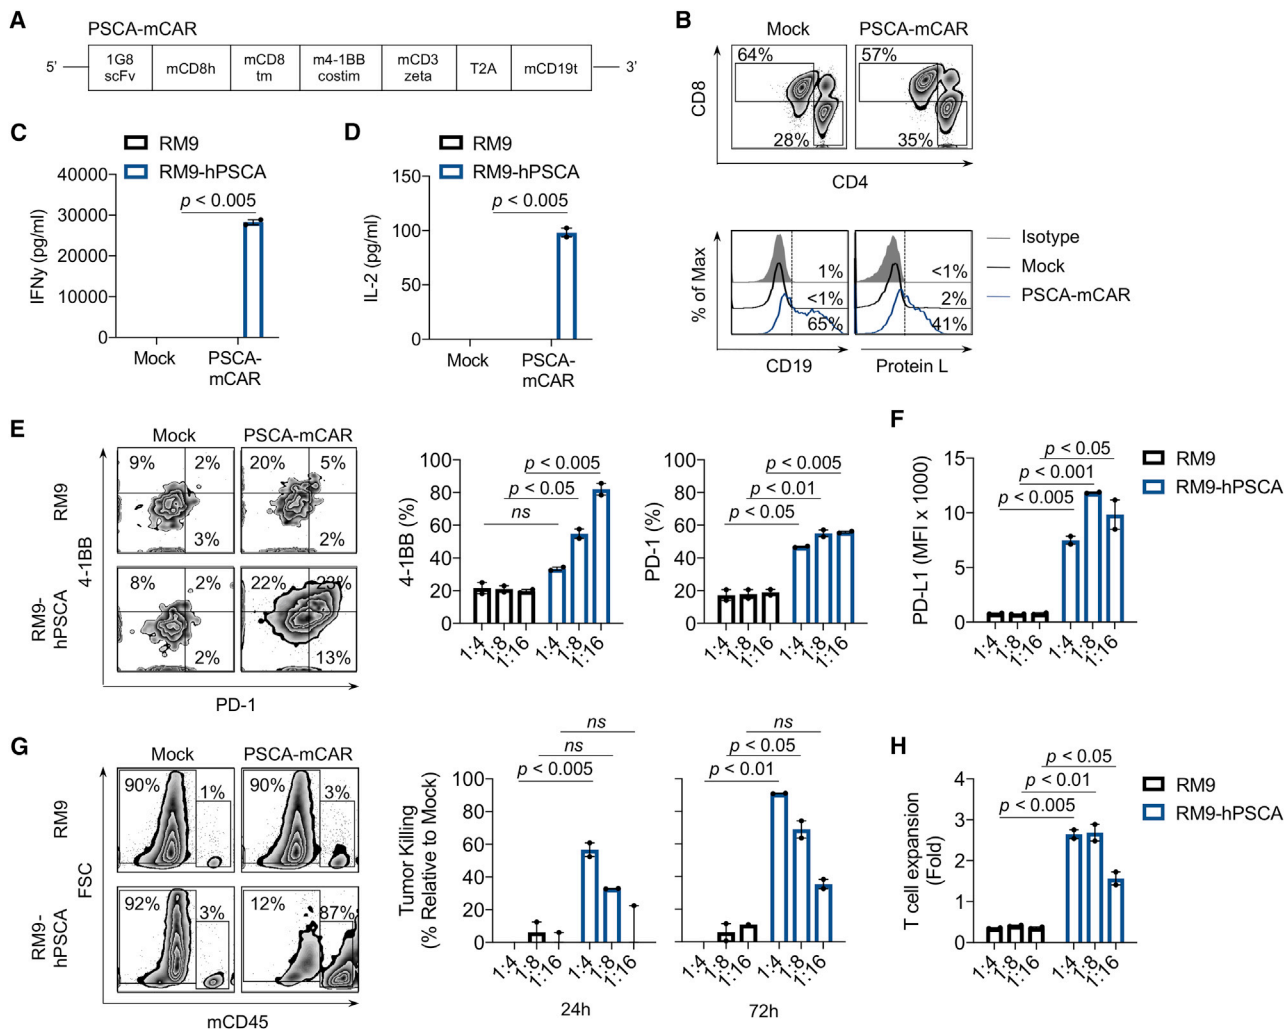 A
PSCA-mCAR
5'
1G8
scFv
mCD8h
mCD8
tm
m4-1BB
costim
mCD3
zeta
T2A
mCD19t
3'
B
Mock
PSCA-mCAR
CD8
64%
28%
57%
35%
CD4
% of Max
1%
<1%
65%
<1%
2%
41%
CD19
Protein L
Isotype
Mock
PSCA-mCAR
C
RM9
RM9-hPSCA
IFNγ (pg/ml)
40000
30000
20000
10000
0
p < 0.005
Mock
PSCA-
mCAR
D
RM9
RM9-hPSCA
IL-2 (pg/ml)
150
100
50
0
p < 0.005
Mock
PSCA-
mCAR
E
Mock
PSCA-mCAR
RM9
9%
2%
3%
20%
5%
2%
RM9-
hPSCA
8%
2%
2%
22%
23%
13%
4-1BB
PD-1
4-1BB (%)
100
80
60
40
20
0
p < 0.005
p < 0.05
ns
1:4
1:8
1:16
1:4
1:8
1:16
PD-1 (%)
100
80
60
40
20
0
p < 0.005
p < 0.01
p < 0.05
1:4
1:8
1:16
1:4
1:8
1:16
F
PD-L1 (MFI x 1000)
15
10
5
0
p < 0.05
p < 0.001
p < 0.005
1:4
1:8
1:16
1:4
1:8
1:16
RM9
RM9-hPSCA
G
Mock
PSCA-mCAR
RM9
90%
1%
90%
3%
RM9-
hPSCA
92%
3%
12%
87%
FSC
mCD45
Tumor Killing
(% Relative to Mock)
100
80
60
40
20
0
ns
ns
p < 0.005
1:4
1:8
1:16
1:4
1:8
1:16
24h
ns
p < 0.05
p < 0.01
1:4
1:8
1:16
1:4
1:8
1:16
72h
H
T cell expansion
(Fold)
4
3
2
1
0
p < 0.05
p < 0.01
p < 0.005
1:4
1:8
1:16
1:4
1:8
1:16
RM9
RM9-hPSCA